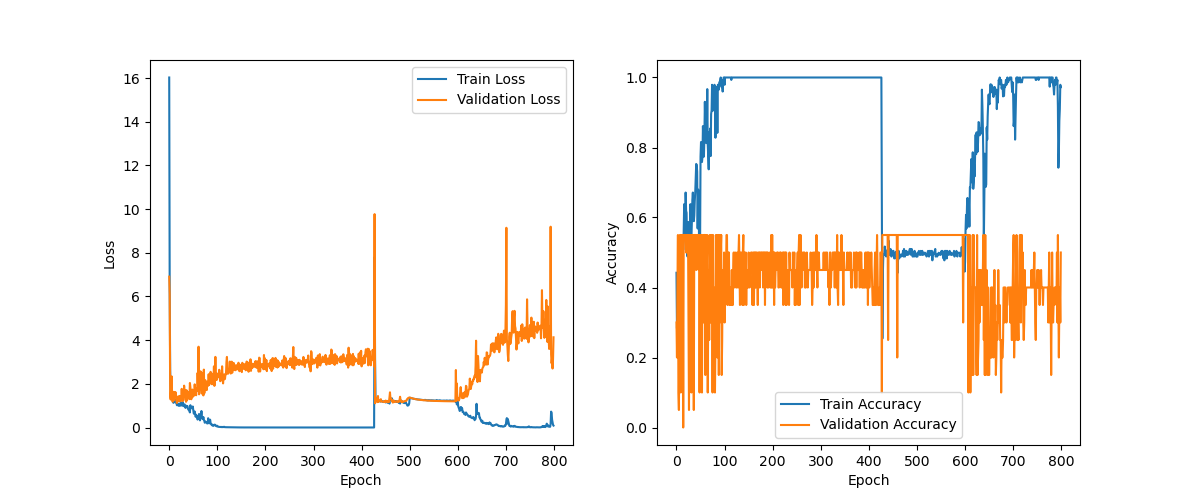 16
14
12
10
8
6
4
2
0
Loss
0 100 200 300 400 500 600 700 800
Epoch
Train Loss
Validation Loss
1.0
0.8
0.6
0.4
0.2
0.0
Accuracy
0 100 200 300 400 500 600 700 800
Epoch
Train Accuracy
Validation Accuracy